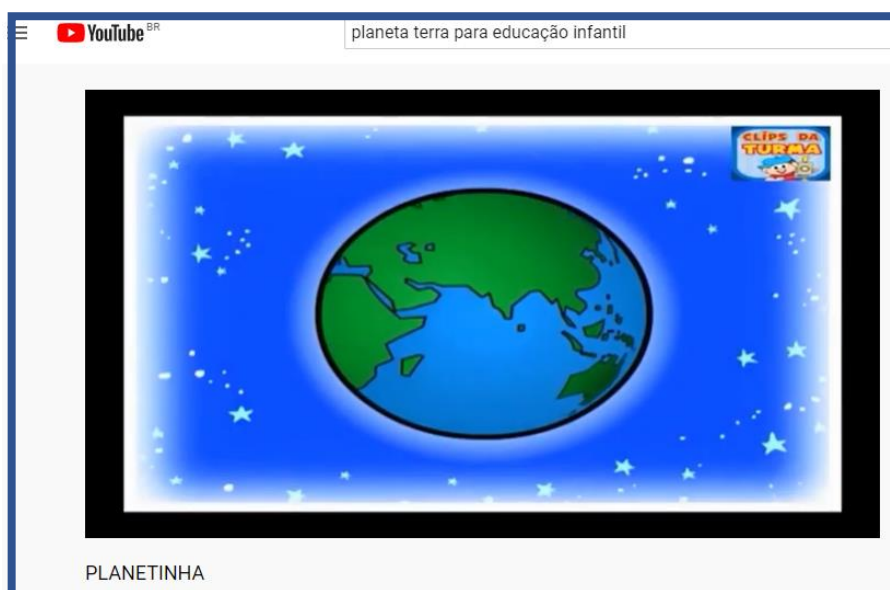 YouTube BR
planeta terra para educação infantil
CLIPS DA
TURMA
PLANETINHA